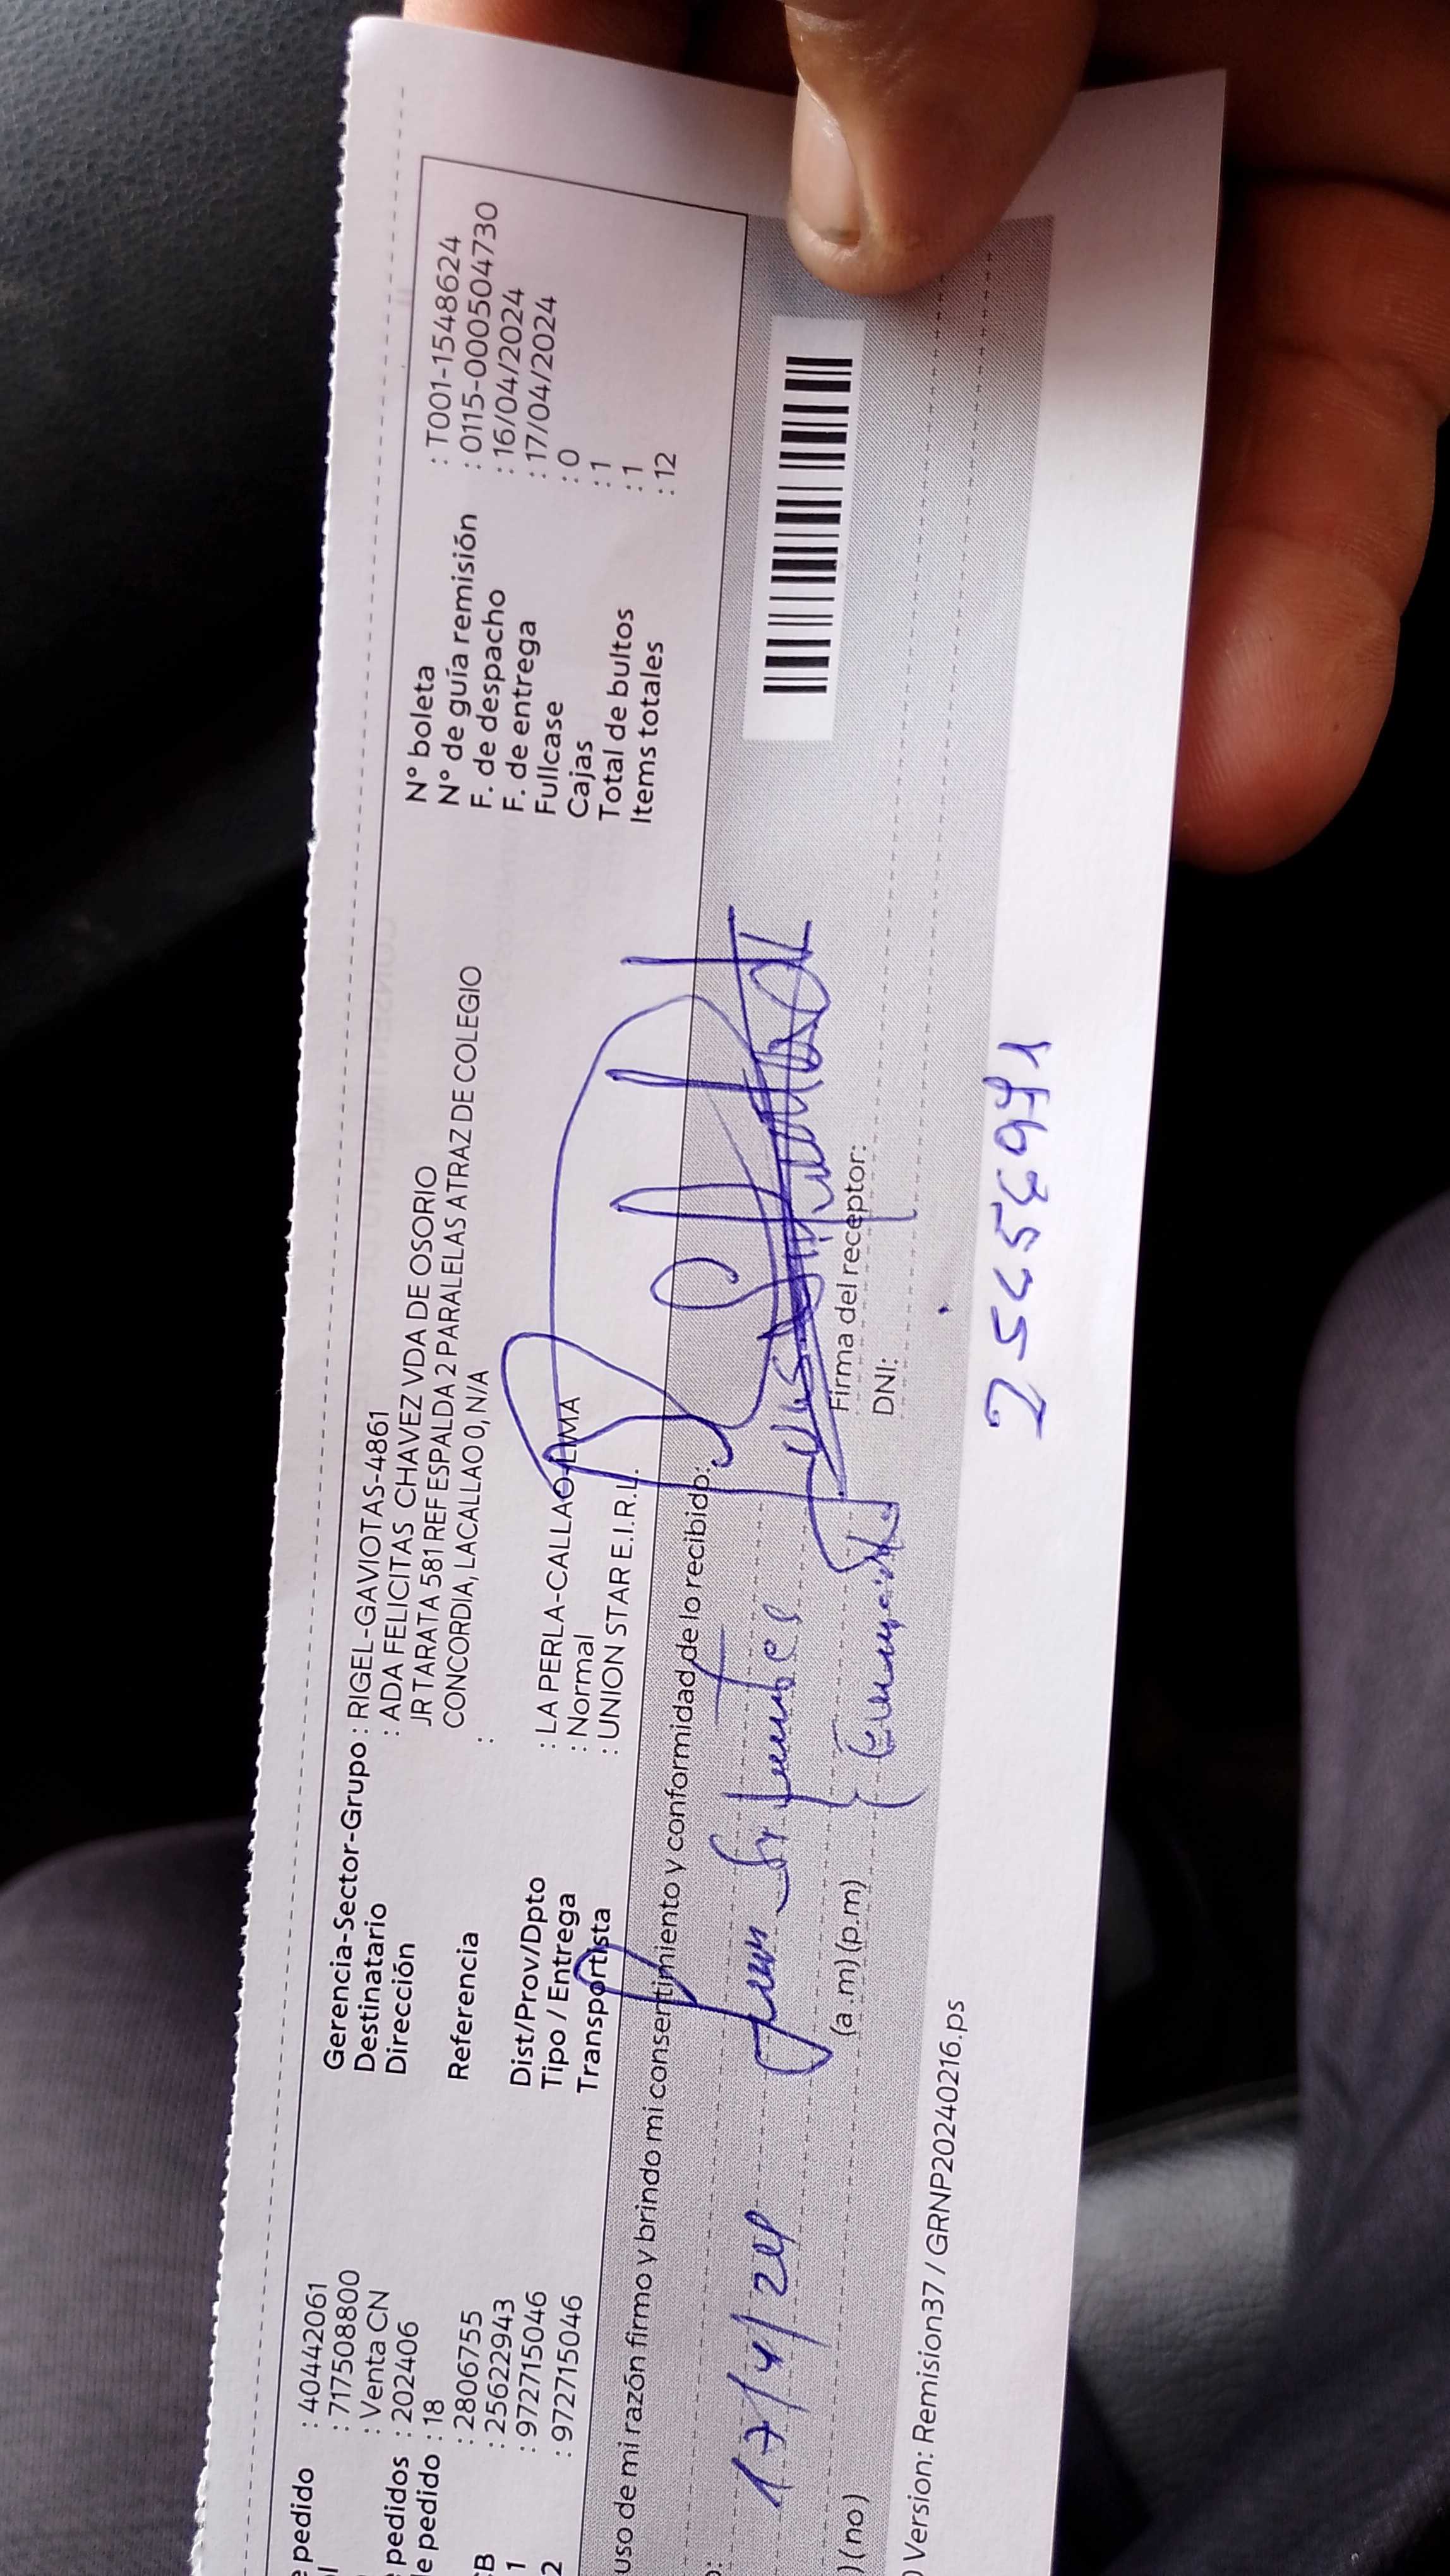 e pedido : 40442061
l : 717508800
: Venta CN
pedidos : 202406
e pedido : 18
: 2806755
CB : 25622943
1 : 972715046
2 : 972715046
Gerencia-Sector-Grupo : RIGEL-GAVIOTAS-4861
Destinatario : ADA FELICITAS CHAVEZ VDA DE OSORIO
Dirección JR TARATA 581 REF ESPALDA 2 PARALELAS ATRAZ DE COLEGIO
CONCORDIA, LACALLAO 0, N/A
Referencia :
Dist/Prov/Dpto : LA PERLA-CALLAO-LIMA
Tipo / Entrega : Normal
Transportista : UNION STAR E.I.R.L.
N° boleta : T001-1548624
N° de guía remisión : 0115-000504730
F. de despacho : 16/04/2024
F. de entrega : 17/04/2024
Fullcase : 0
Cajas : 1
Total de bultos : 1
Items totales : 12
uso de mi razón firmo y brindo mi consentimiento y conformidad de lo recibido:
o: 17/4/24
) (no) (a.m) (p.m)
Firma del receptor:
DNI:
) Version: Remision37 / GRNP20240216.ps